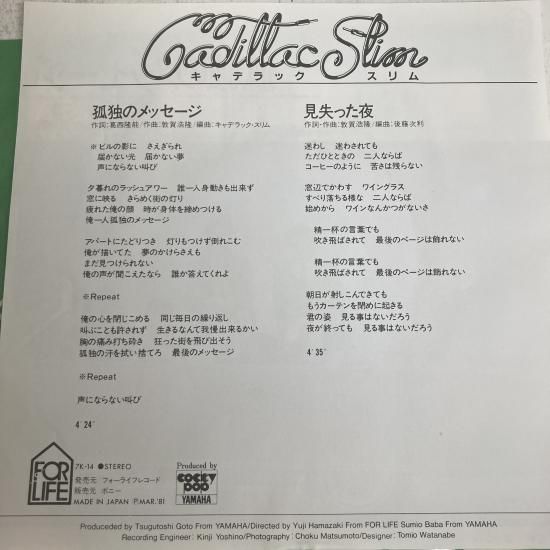 Cadillac Slim
キャデラック スリム
孤独のメッセージ
作詞:葛西隆能/作曲:敦賀浩隆/編曲:キャデラック・スリム
※ビルの影に さえぎられ
届かない光 届かない夢
声にならない叫び
夕暮れのラッシュアワー 誰一人身動きも出来ず
窓に映る きらめく街の灯り
疲れた俺の顔 時が身体を締めつける
俺一人孤独のメッセージ
アパートにたどりつき 灯りもつけず倒れこむ
俺が描いてた 夢のかけらさえも
まだ見つけられない
俺の声が聞こえたなら 誰か答えてくれよ
※Repeat
俺の心を閉じこめる 同じ毎日の繰り返し
叫ぶことも許されず 生きるなんて我慢出来るかい
胸の痛み打ち砕き 狂った街を飛び出そう
孤独の汗を拭い捨てろ 最後のメッセージ
※Repeat
声にならない叫び
4′24″
見失った夜
作詞・作曲:敦賀浩隆/編曲:後藤次利
迷わし 迷わされても
ただひとときの 二人ならば
コーヒーのように 苦さは残らない
窓辺でかわす ワイングラス
すべり落ちる様な 二人ならば
始めから ワインなんかつがないさ
精一杯の言葉でも
吹き飛ばされて 最後のページは飾れない
精一杯の言葉でも
吹き飛ばされて 最後のページは飾れない
朝日が射しこんできても
もうカーテンを閉めに起きる
君の姿 見る事はないだろう
夜が終っても 見る事はないだろう
4′35″
FOR LIFE
7K-14 ●STEREO
発売元 フォーライフレコード
販売元 ポニー
MADE IN JAPAN Ⓟ MAR.'81
Produced by
COCKY POP
YAMAHA
Produceded by Tsugutoshi Goto From YAMAHA/Directed by Yuji Hamazaki From FOR LIFE Sumio Baba From YAMAHA
Recording Engineer: Kinji Yoshino/Photography: Choku Matsumoto/Designer: Tomio Watanabe